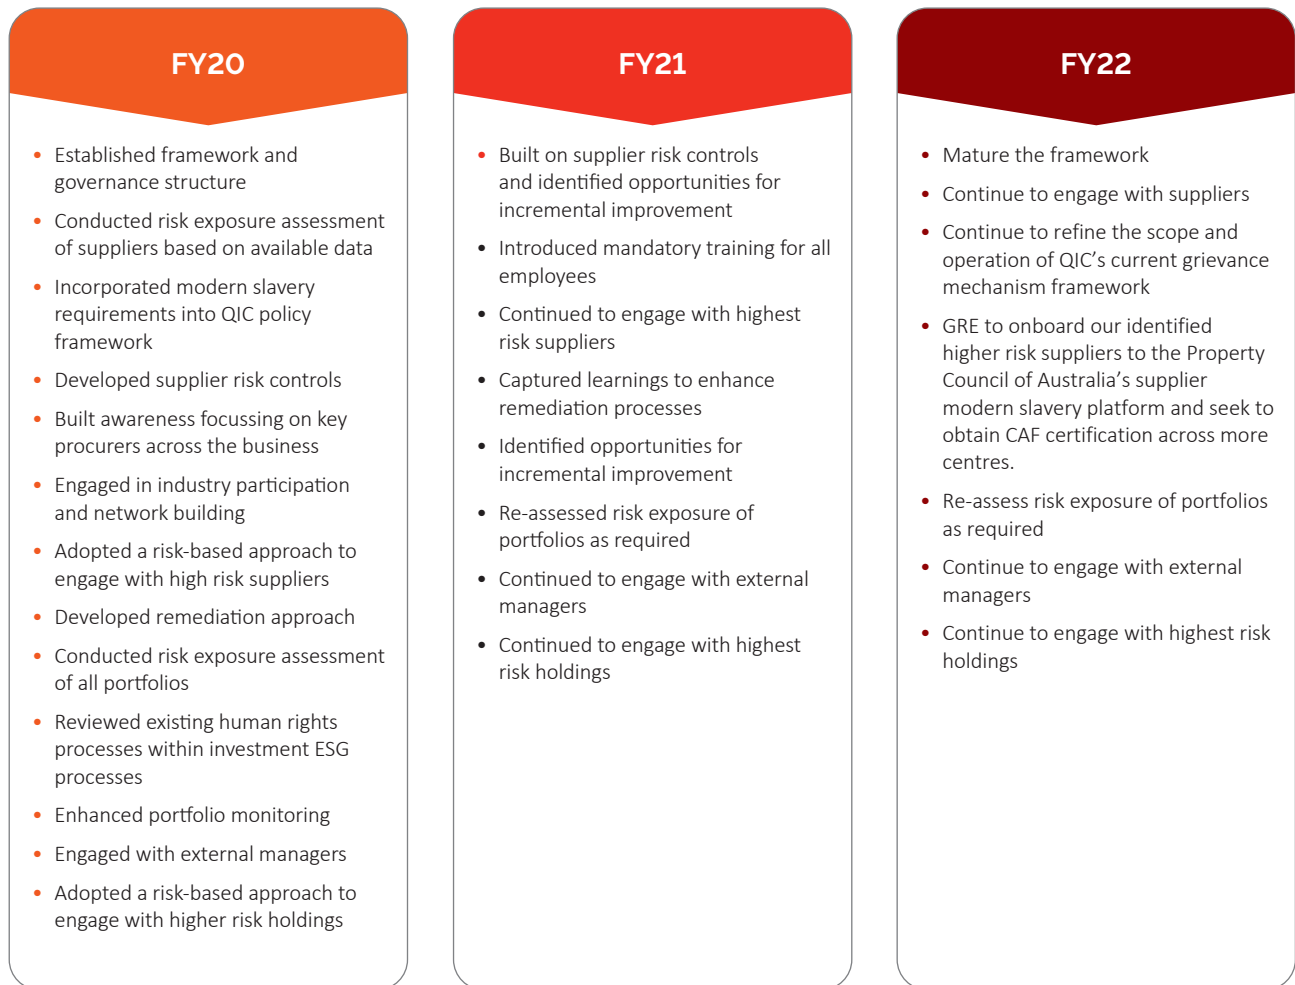 FY20
• Established framework and
governance structure
• Conducted risk exposure assessment
of suppliers based on available data
• Incorporated modern slavery
requirements into QIC policy
framework
• Developed supplier risk controls
• Built awareness focussing on key
procurers across the business
• Engaged in industry participation
and network building
• Adopted a risk-based approach to
engage with high risk suppliers
• Developed remediation approach
• Conducted risk exposure assessment
of all portfolios
• Reviewed existing human rights
processes within investment ESG
processes
• Enhanced portfolio monitoring
• Engaged with external managers
• Adopted a risk-based approach to
engage with higher risk holdings
FY21
• Built on supplier risk controls
and identified opportunities for
incremental improvement
• Introduced mandatory training for all
employees
• Continued to engage with highest
risk suppliers
• Captured learnings to enhance
remediation processes
• Identified opportunities for
incremental improvement
• Re-assessed risk exposure of
portfolios as required
• Continued to engage with external
managers
• Continued to engage with highest
risk holdings
FY22
• Mature the framework
• Continue to engage with suppliers
• Continue to refine the scope and
operation of QIC’s current grievance
mechanism framework
• GRE to onboard our identified
higher risk suppliers to the Property
Council of Australia’s supplier
modern slavery platform and seek to
obtain CAF certification across more
centres.
• Re-assess risk exposure of portfolios
as required
• Continue to engage with external
managers
• Continue to engage with highest risk
holdings